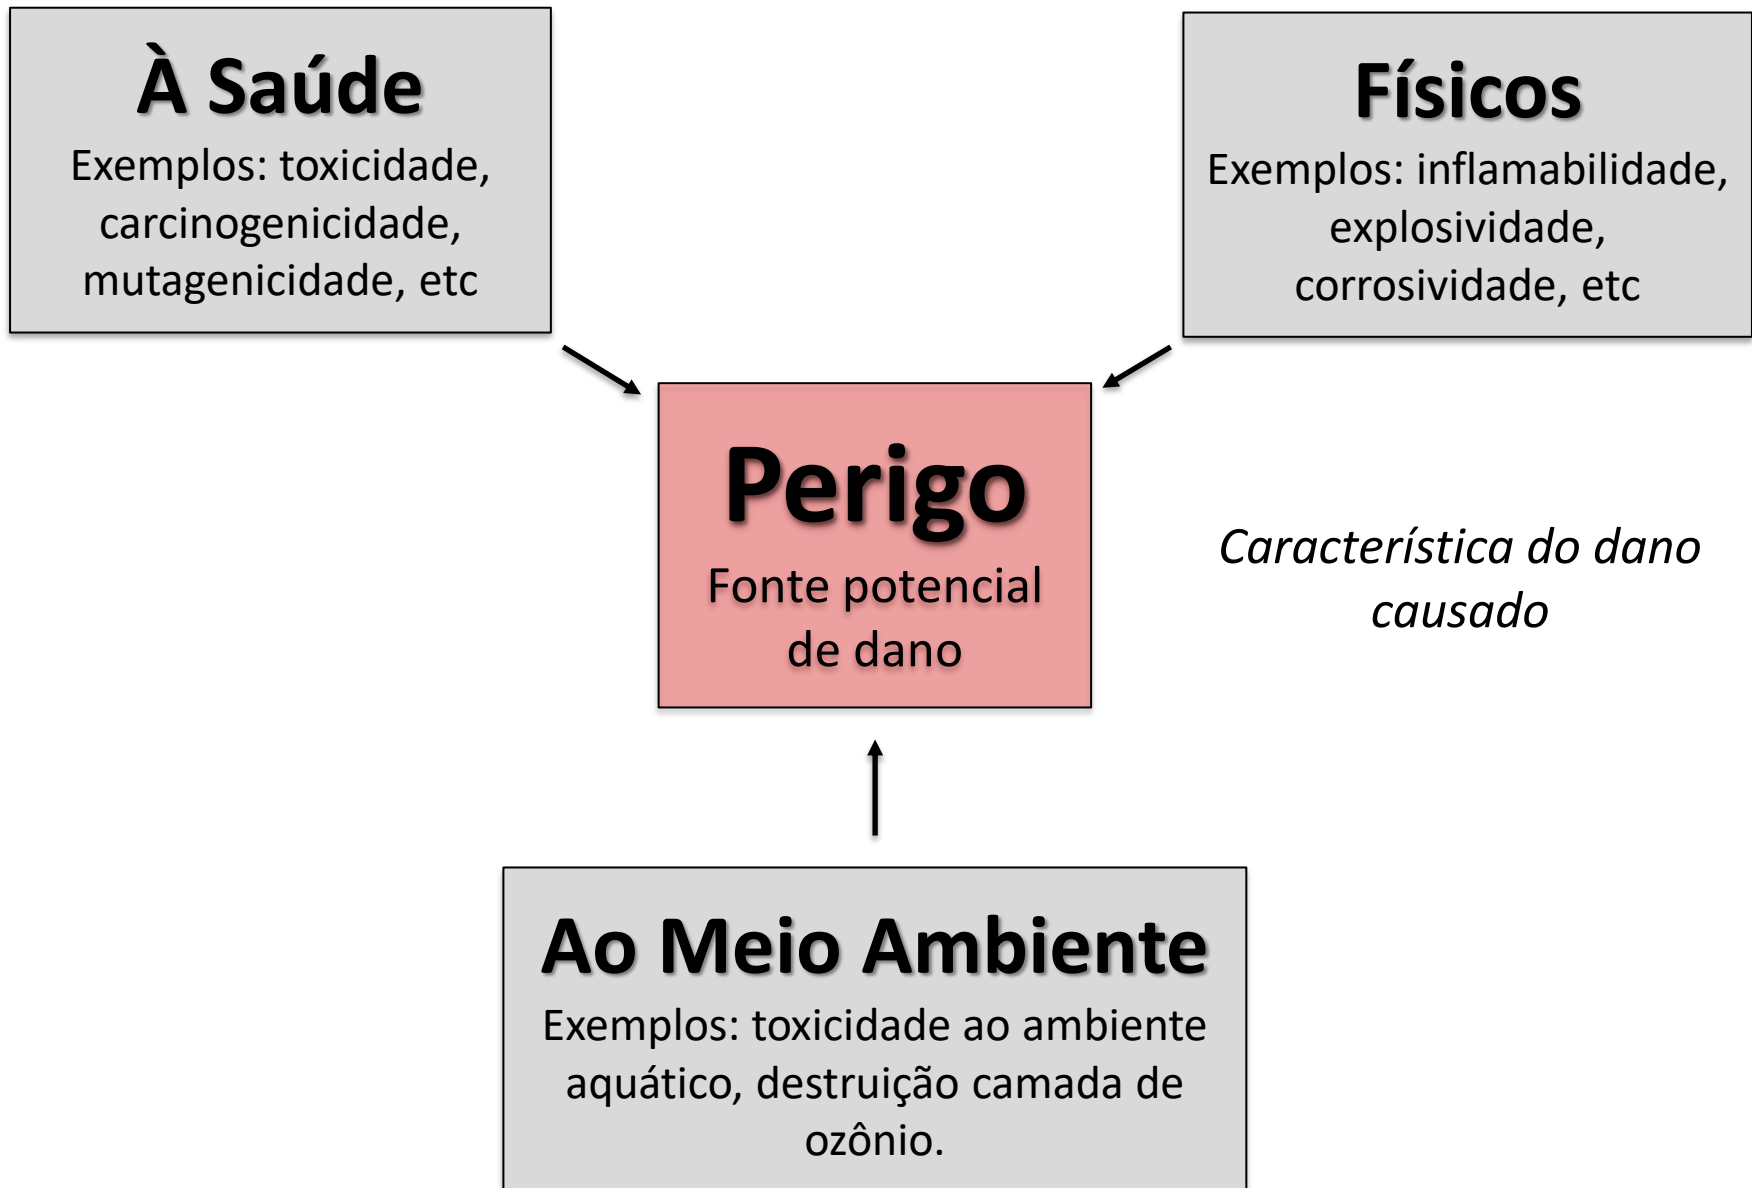 À Saúde
Exemplos: toxicidade,
carcinogenicidade,
mutagenicidade, etc
Físicos
Exemplos: inflamabilidade,
explosividade,
corrosividade, etc
Perigo
Fonte potencial
de dano
Característica do dano
causado
Ao Meio Ambiente
Exemplos: toxicidade ao ambiente
aquático, destruição camada de
ozônio.